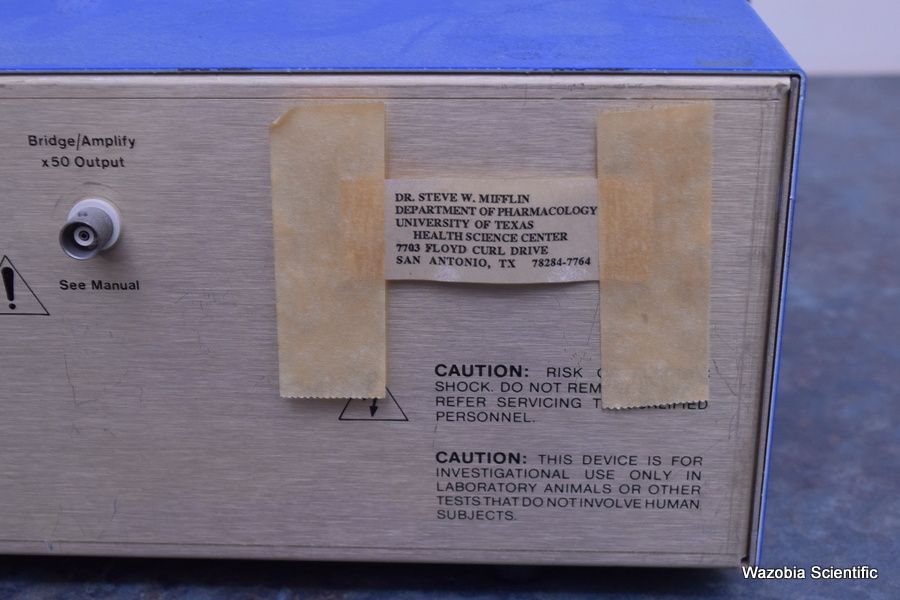 Bridge/Amplify
x50 Output
See Manual
DR. STEVE W. MIFFLIN
DEPARTMENT OF PHARMACOLOGY
UNIVERSITY OF TEXAS
HEALTH SCIENCE CENTER
7703 FLOYD CURL DRIVE
SAN ANTONIO, TX 78284-7764
CAUTION: RISK
SHOCK. DO NOT REM
REFER SERVICING
PERSONNEL.
CAUTION: THIS DEVICE IS FOR
INVESTIGATIONAL USE ONLY IN
LABORATORY ANIMALS OR OTHER
TESTS THAT DO NOT INVOLVE HUMAN
SUBJECTS.
Wazobia Scientific